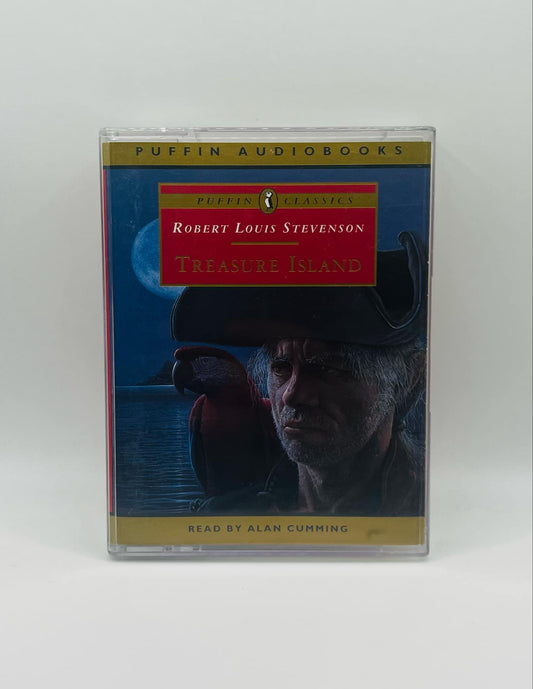 PUFFIN AUDIOBOOKS
PUFFIN CLASSICS
ROBERT LOUIS STEVENSON
TREASURE ISLAND
READ BY ALAN CUMMING